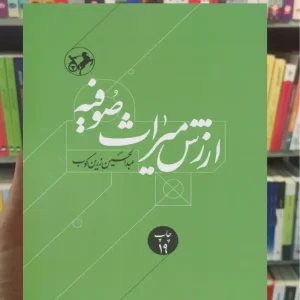 ارزش میراث صوفیه
عبدالحسین زرین‌کوب
چاپ
۱۹